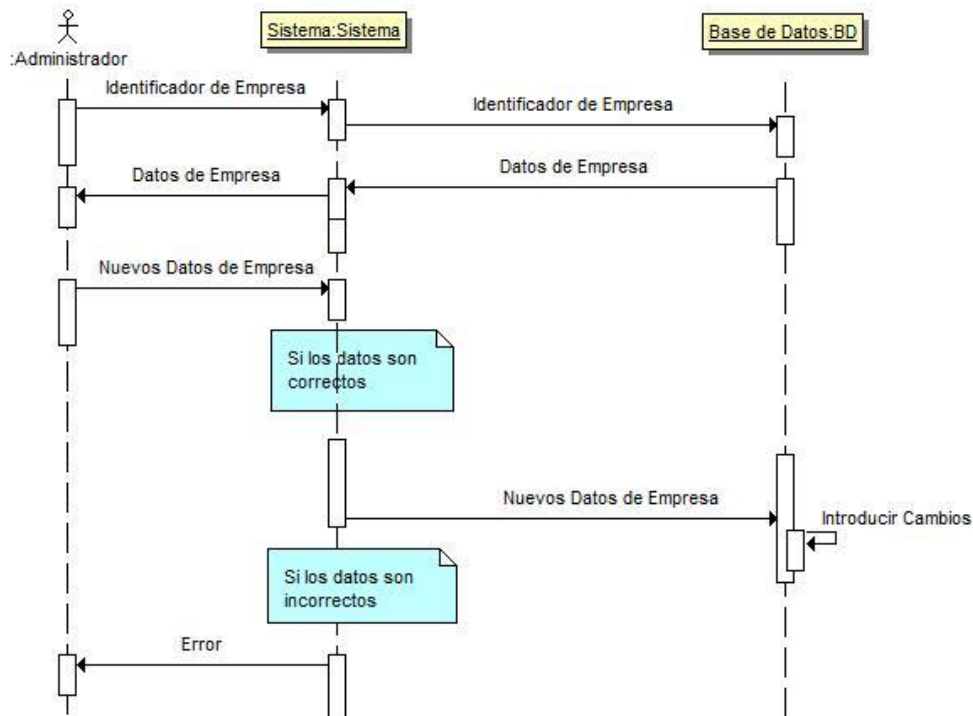 :Administrador
Sistema:Sistema
Base de Datos:BD
Identificador de Empresa
Identificador de Empresa
Datos de Empresa
Datos de Empresa
Nuevos Datos de Empresa
Si los datos son
correctos
Nuevos Datos de Empresa
Introducir Cambios
Si los datos son
incorrectos
Error